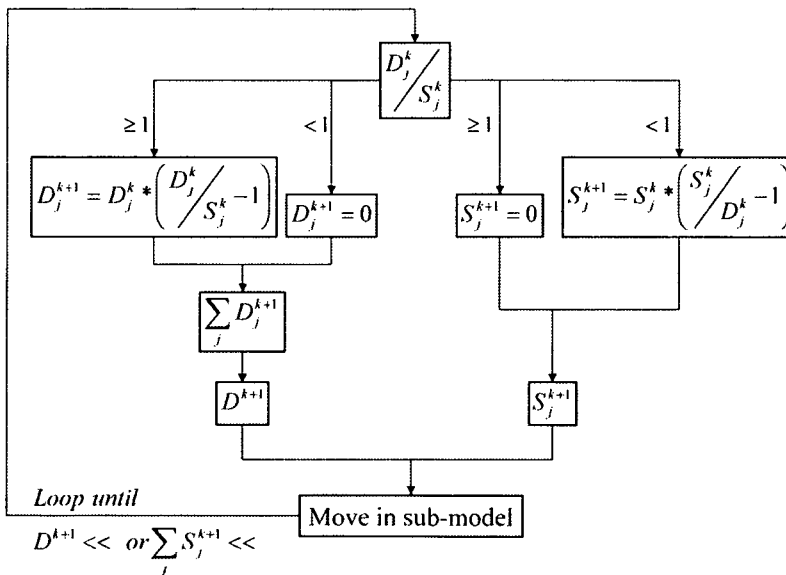 D_j^k / S_j^k
≥ 1
< 1
≥ 1
< 1
D_j^{k+1} = D_j^k * (D_j^k / S_j^k - 1)
D_j^{k+1} = 0
S_j^{k+1} = 0
S_j^{k+1} = S_j^k * (S_j^k / D_j^k - 1)
∑_j D_j^{k+1}
D^{k+1}
S_j^{k+1}
Move in sub-model
Loop until
D^{k+1} << or ∑_j S_j^{k+1} <<